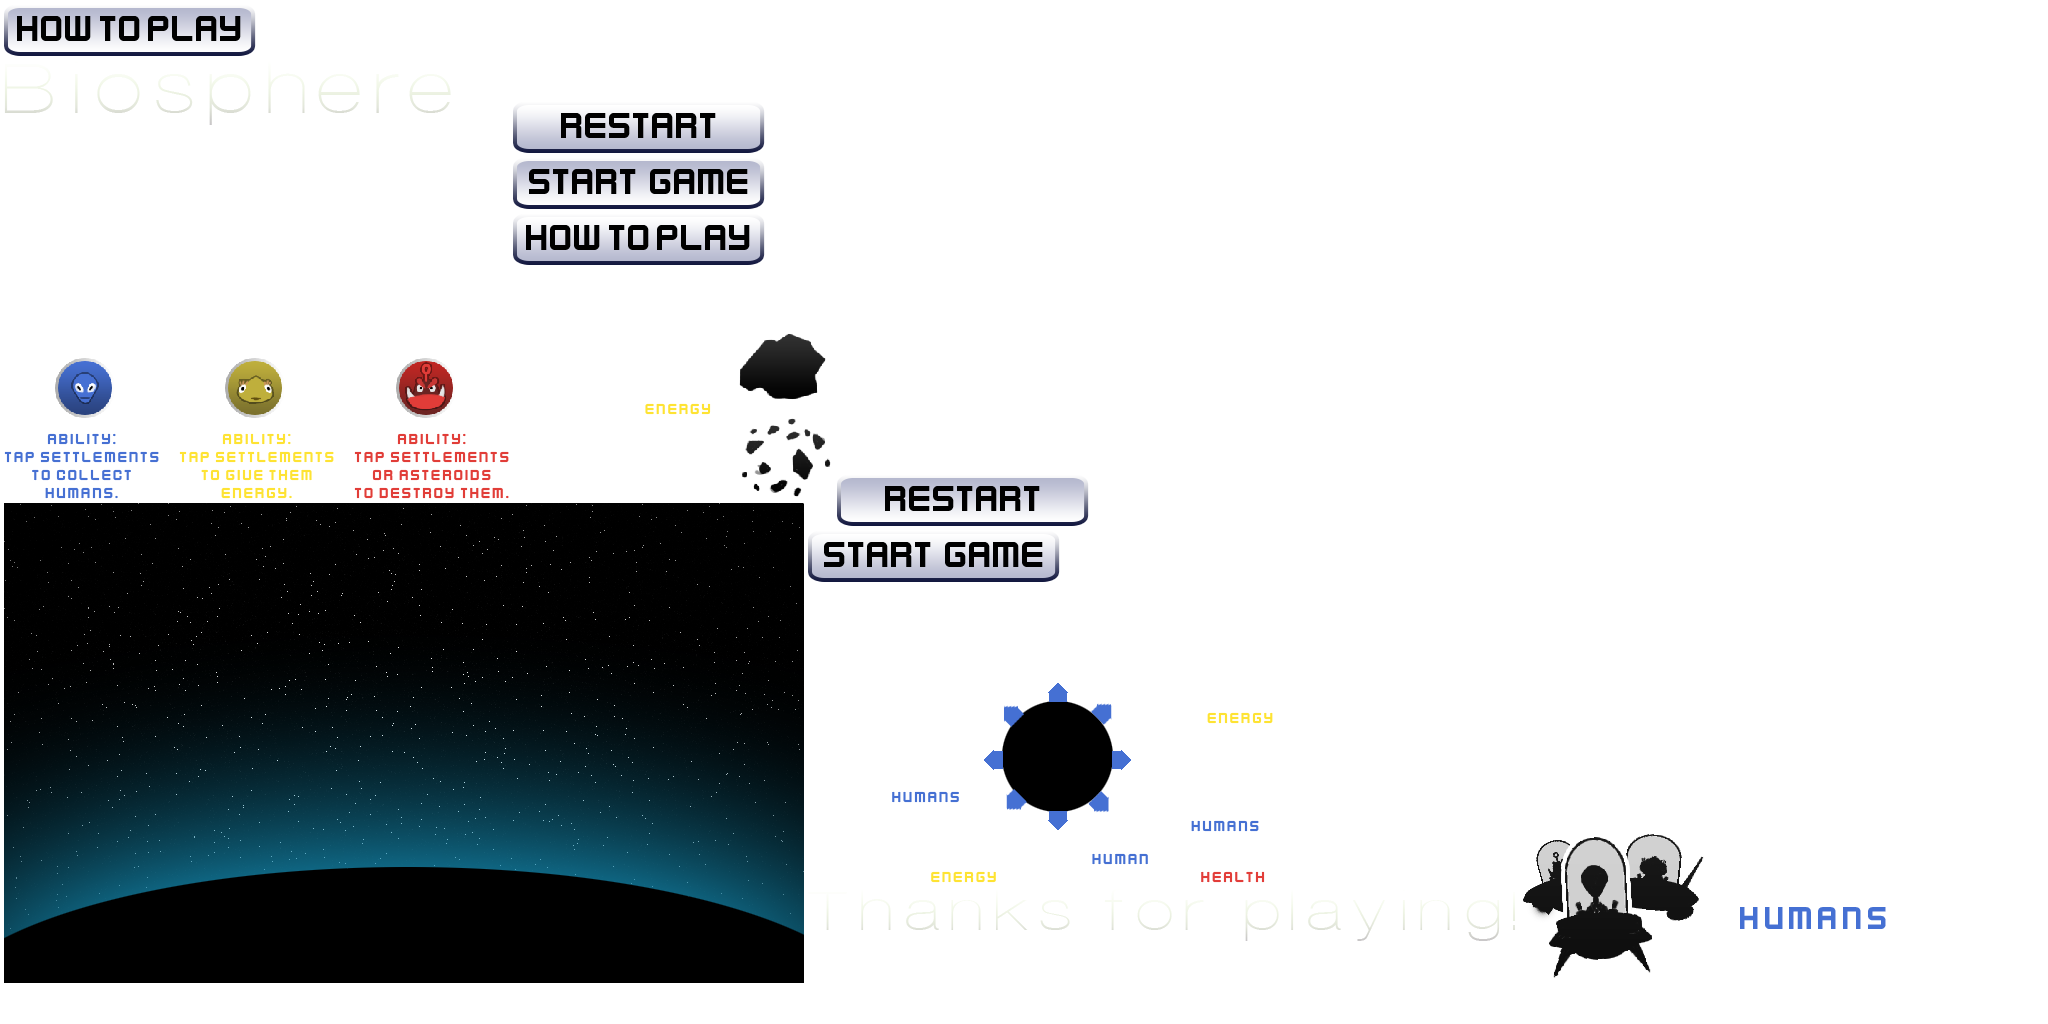 HOW TO PLAY
Biosphere
RESTART
START GAME
HOW TO PLAY
ENERGY
ABILITY:
TAP SETTLEMENTS
TO COLLECT
HUMANS.
ABILITY:
TAP SETTLEMENTS
TO GIVE THEM
ENERGY.
ABILITY:
TAP SETTLEMENTS
OR ASTEROIDS
TO DESTROY THEM.
RESTART
START GAME
ENERGY
HUMANS
HUMANS
HUMAN
ENERGY
HEALTH
Thanks for playing!
HUMANS